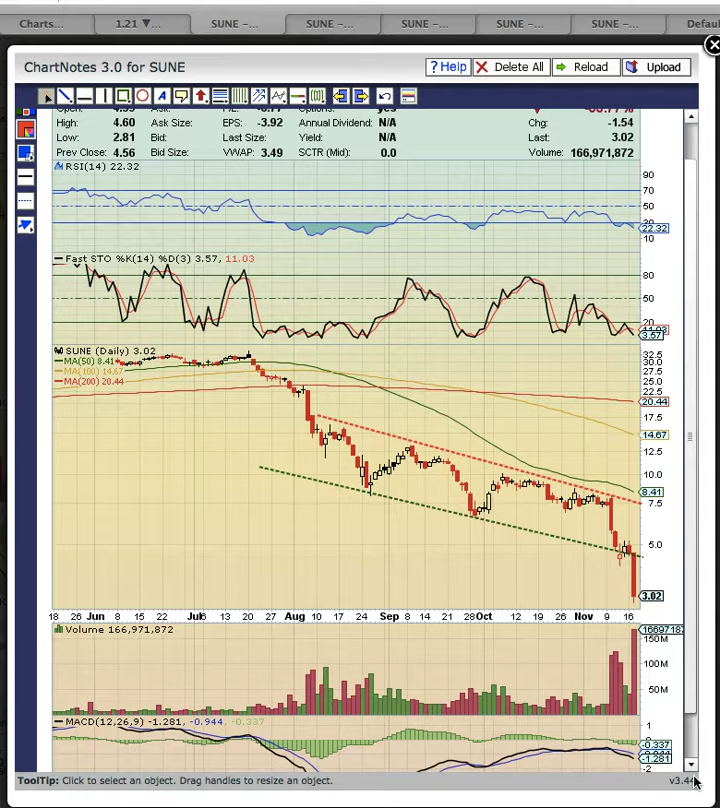 Charts...
1.21 ▼...
SUNE –...
SUNE –...
SUNE –...
SUNE –...
SUNE –...
Defau
ChartNotes 3.0 for SUNE
? Help
Delete All
Reload
Upload
High: 4.60 Ask Size: EPS: -3.92 Annual Dividend: N/A Chg: -1.54
Low: 2.81 Bid: Last Size: Yield: N/A Last: 3.02
Prev Close: 4.56 Bid Size: VWAP: 3.49 SCTR (Mid): 0.0 Volume: 166,971,872
RSI(14) 22.32
90
70
50
30
22.32
10
Fast STO %K(14) %D(3) 3.57, 11.03
80
50
20
11.03
3.57
SUNE (Daily) 3.02
MA(50) 8.41
MA(100) 14.67
MA(200) 20.44
32.5
30.0
27.5
25.0
22.5
20.44
17.5
14.67
12.5
10.0
8.41
7.5
5.0
3.02
18 26 Jun 8 15 22 Jul6 13 20 27 Aug 10 17 24 Sep 8 14 21 28 Oct 12 19 26 Nov 9 16
Volume 166,971,872
16697187
150M
100M
50M
MACD(12,26,9) -1.281, -0.944, -0.337
1
-0.337
-1.281
-2
ToolTip: Click to select an object. Drag handles to resize an object.